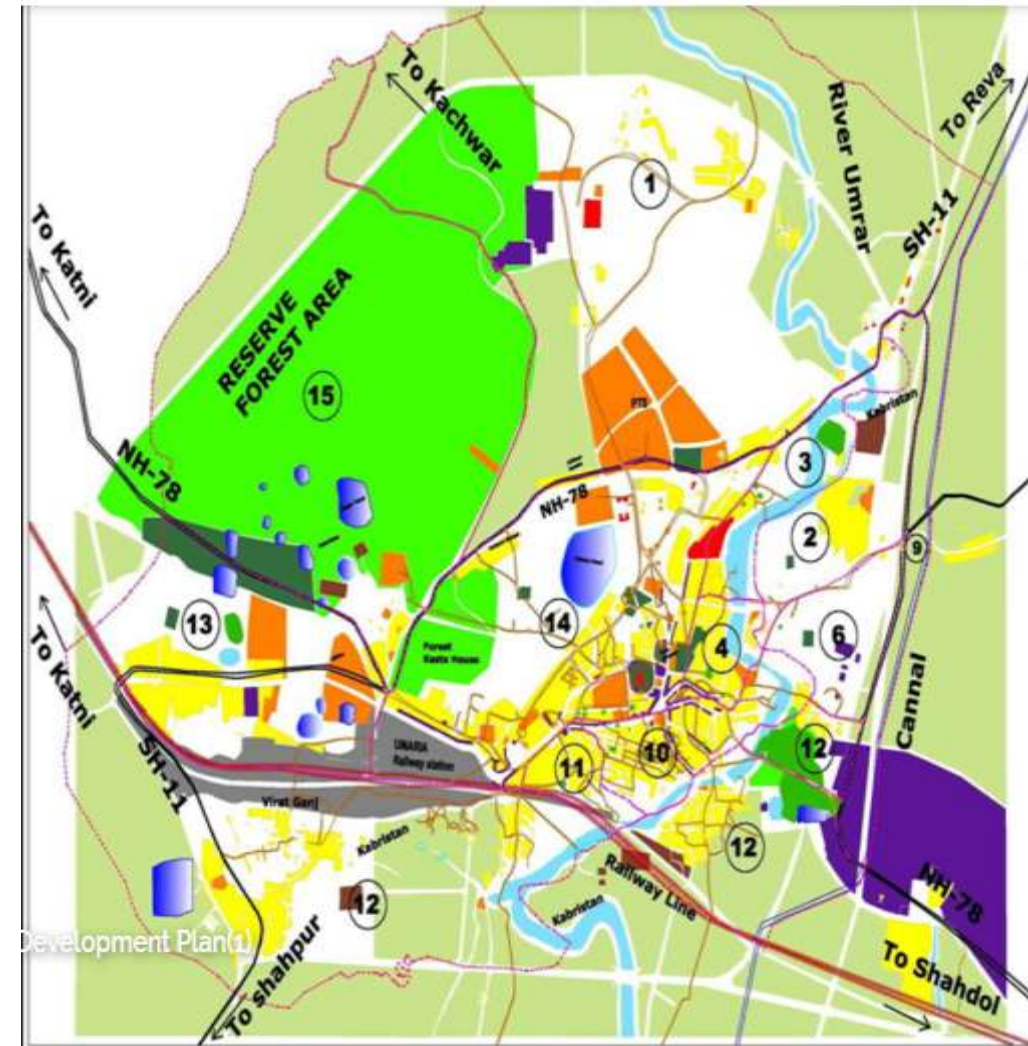 To Kachwar
River Umrar
To Reva
SH-11
1
To Katni
RESERVE
FOREST AREA
15
NH-78
PTS
Kabristan
3
NH-78
2
9
13
14
6
4
Forest
To Katni
Cannal
UMARIA
Railway station
12
11
10
SH-11
Virat Ganj
Kabristan
12
Railway Line
12
Kabristan
NH-78
Development Plan(1)
To shahpur
To Shahdol